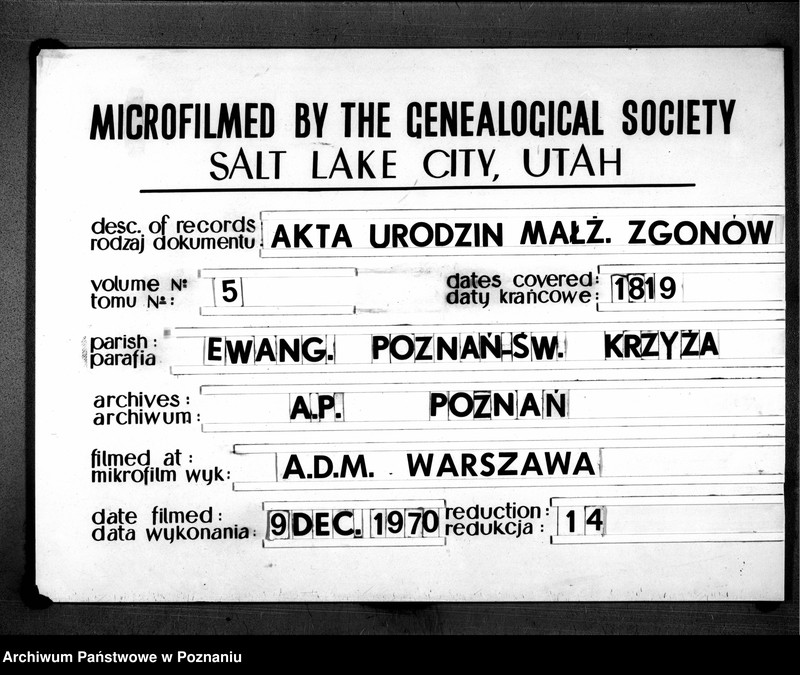 MICROFILMED BY THE GENEALOGICAL SOCIETY
SALT LAKE CITY, UTAH
desc. of records
rodzaj dokumentu: AKTA URODZIN MAŁŻ. ZGONÓW
volume №
tomu №: 5
dates covered:
daty krańcowe: 1819
parish:
parafia EWANG. POZNAŃ-ŚW. KRZYŻA
archives:
archiwum: A.P. POZNAŃ
filmed at:
mikrofilm wyk: A.D.M. WARSZAWA
date filmed:
data wykonania: 9 DEC. 1970
reduction:
redukcja: 14
Archiwum Państwowe w Poznaniu